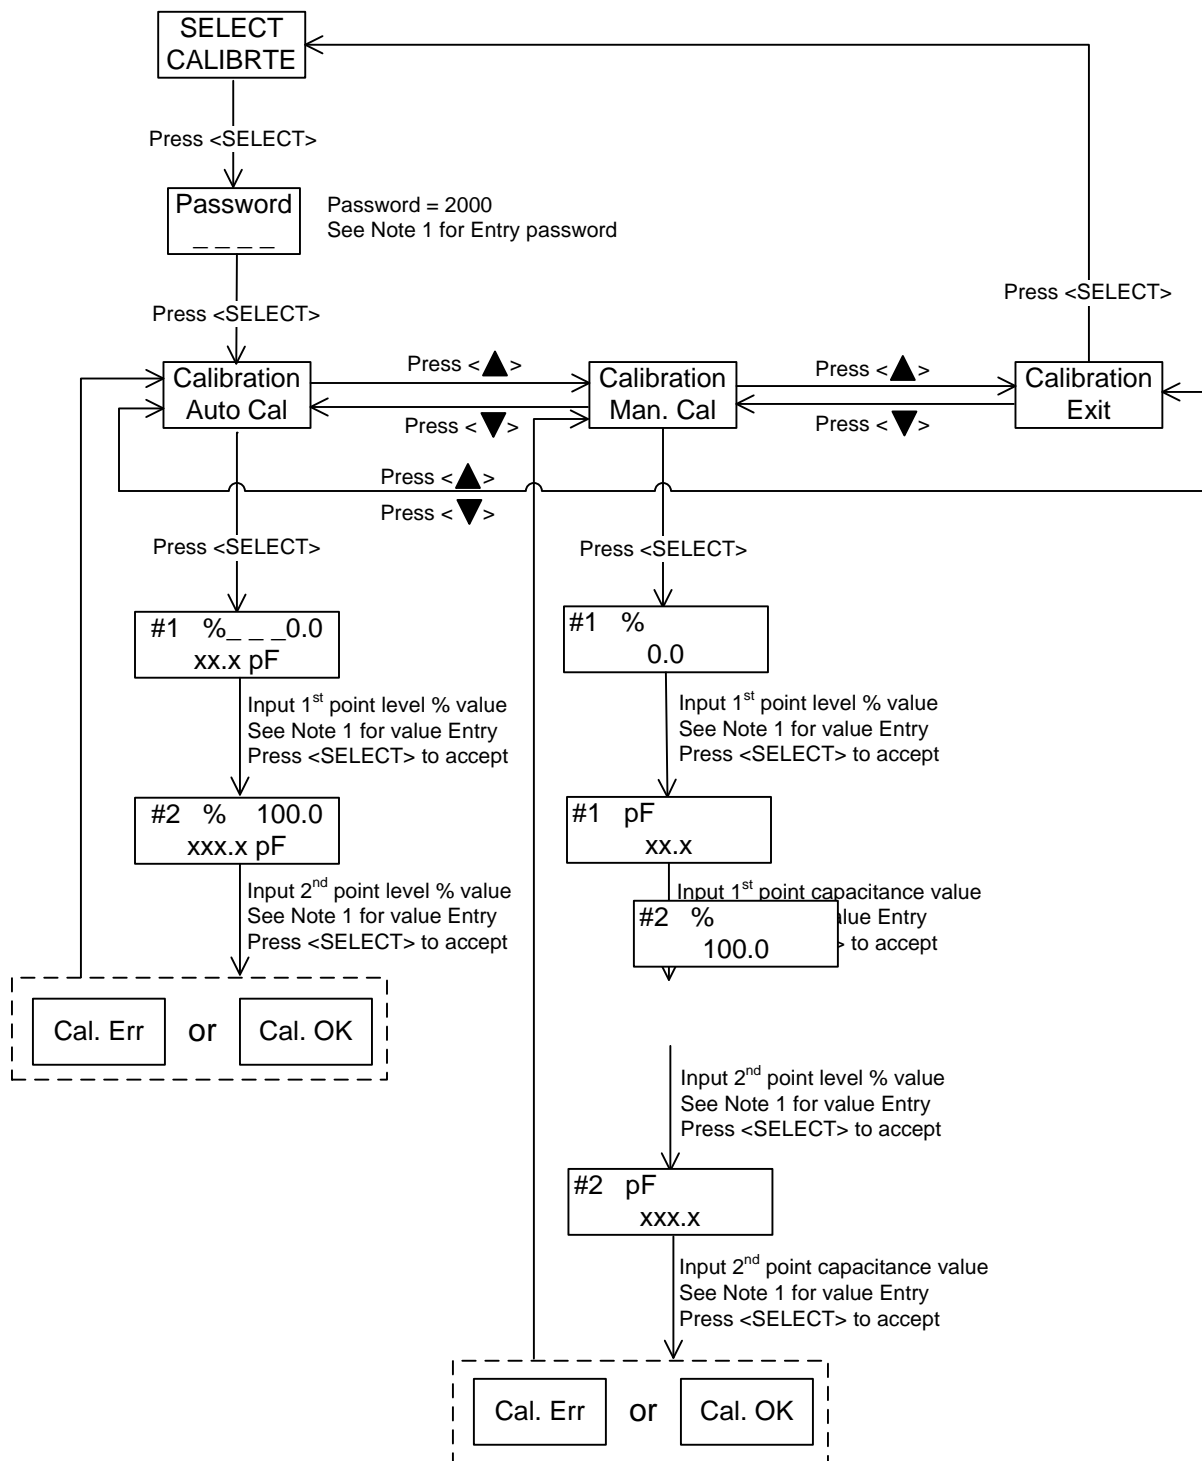 SELECT
CALIBRTE
Press <SELECT>
Password
_ _ _ _
Password = 2000
See Note 1 for Entry password
Press <SELECT>
Press <SELECT>
Calibration
Auto Cal
Press <▲>
Press <▼>
Calibration
Man. Cal
Press <▲>
Press <▼>
Calibration
Exit
Press <▲>
Press <▼>
Press <SELECT>
Press <SELECT>
#1 %_ _ _0.0
xx.x pF
Input 1st point level % value
See Note 1 for value Entry
Press <SELECT> to accept
#2 % 100.0
xxx.x pF
Input 2nd point level % value
See Note 1 for value Entry
Press <SELECT> to accept
Cal. Err or Cal. OK
#1 %
0.0
Input 1st point level % value
See Note 1 for value Entry
Press <SELECT> to accept
#1 pF
xx.x
Input 1st point capacitance value
Entry
> to accept
#2 %
100.0
Input 2nd point level % value
See Note 1 for value Entry
Press <SELECT> to accept
#2 pF
xxx.x
Input 2nd point capacitance value
See Note 1 for value Entry
Press <SELECT> to accept
Cal. Err or Cal. OK